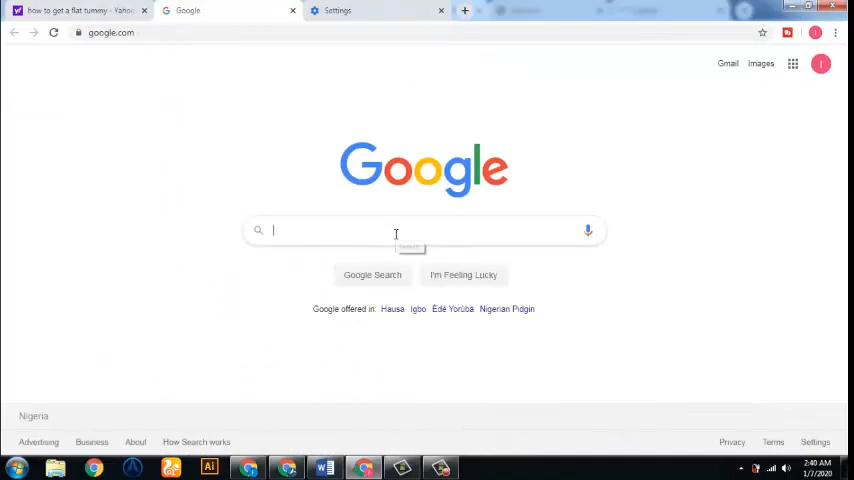 how to get a flat tummy - Yahoo
Google
Settings
google.com
I
Gmail
Images
I
Google
Google Search
I'm Feeling Lucky
Google offered in: Hausa Igbo Èdè Yorùbá Nigerian Pidgin
Nigeria
Advertising Business About How Search works
Privacy Terms Settings
Ai
W
2:40 AM
1/7/2020